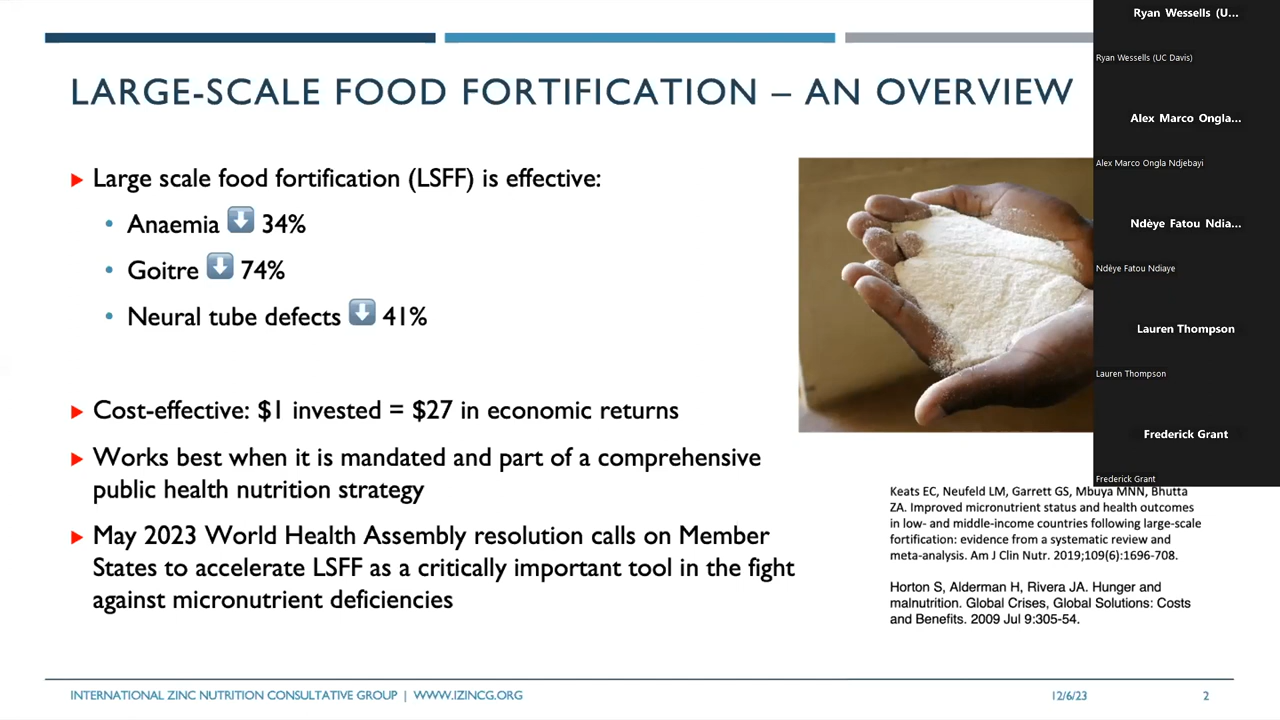 LARGE-SCALE FOOD FORTIFICATION – AN OVERVIEW
Large scale food fortification (LSFF) is effective:
Anaemia ⬇️ 34%
Goitre ⬇️ 74%
Neural tube defects ⬇️ 41%
Cost-effective: $1 invested = $27 in economic returns
Works best when it is mandated and part of a comprehensive
public health nutrition strategy
May 2023 World Health Assembly resolution calls on Member
States to accelerate LSFF as a critically important tool in the fight
against micronutrient deficiencies
Keats EC, Neufeld LM, Garrett GS, Mbuya MNN, Bhutta
ZA. Improved micronutrient status and health outcomes
in low- and middle-income countries following large-scale
fortification: evidence from a systematic review and
meta-analysis. Am J Clin Nutr. 2019;109(6):1696-708.
Horton S, Alderman H, Rivera JA. Hunger and
malnutrition. Global Crises, Global Solutions: Costs
and Benefits. 2009 Jul 9:305-54.
INTERNATIONAL ZINC NUTRITION CONSULTATIVE GROUP | WWW.IZINCG.ORG
12/6/23
2
Ryan Wessells (U...
Ryan Wessells (UC Davis)
Alex Marco Ongla...
Alex Marco Ongla Ndjebayi
Ndèye Fatou Ndia...
Ndèye Fatou Ndiaye
Lauren Thompson
Lauren Thompson
Frederick Grant
Frederick Grant